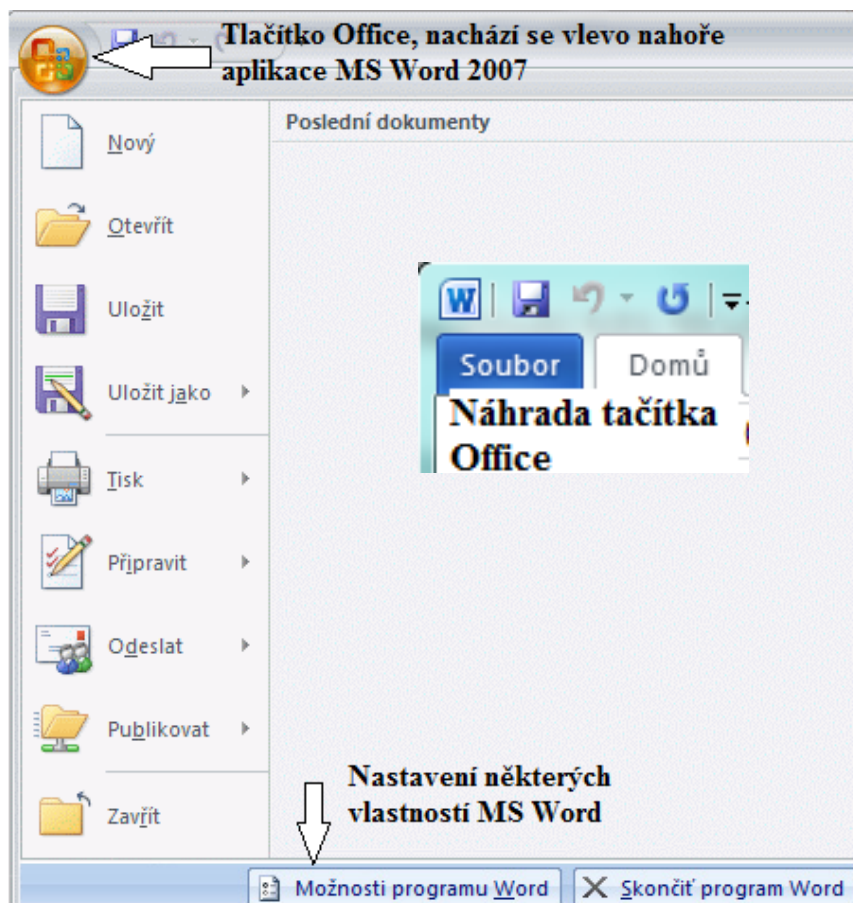 Tlačítko Office, nachází se vlevo nahoře
aplikace MS Word 2007
Poslední dokumenty
Nový
Otevřít
Uložit
Uložit jako
Tisk
Připravit
Odeslat
Publikovat
Zavřít
Soubor Domů
Náhrada tačítka
Office
Nastavení některých
vlastností MS Word
Možnosti programu Word Skončiť program Word